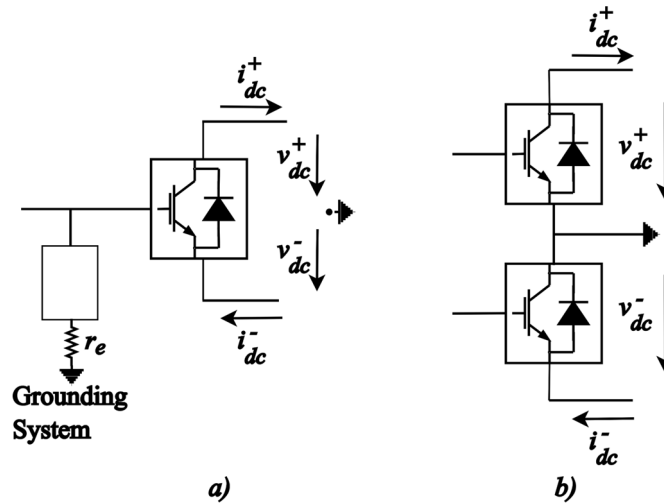 i+dc
i+dc
v+dc
v+dc
v-dc
v-dc
re
i-dc
Grounding
System
i-dc
a)
b)